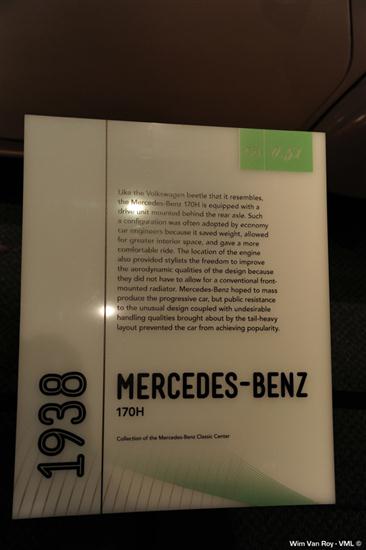 Like the Volkswagen beetle that it resembles,
the Mercedes-Benz 170H is equipped with a
drive unit mounted behind the rear axle. Such
a configuration was often adopted by economy
car engineers because it saved weight, allowed
for greater interior space, and gave a more
comfortable ride. The location of the engine
also provided stylists the freedom to improve
the aerodynamic qualities of the design because
they did not have to allow for a conventional front-
mounted radiator. Mercedes-Benz hoped to mass
produce the progressive car, but public resistance
to the unusual design coupled with undesirable
handling qualities brought about by the tail-heavy
layout prevented the car from achieving popularity.
1938
MERCEDES-BENZ
170H
Collection of the Mercedes-Benz Classic Center
Wim Van Roy - VML ©